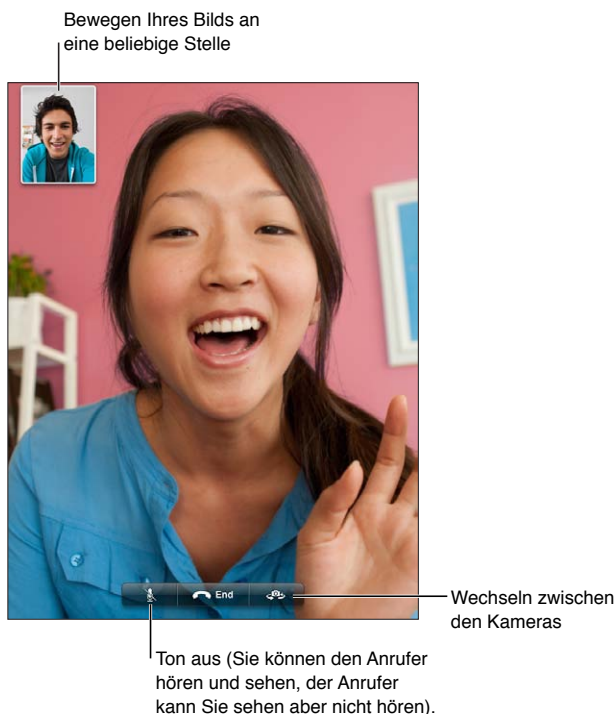 Bewegen Ihres Bilds an
eine beliebige Stelle
End
Wechseln zwischen
den Kameras
Ton aus (Sie können den Anrufer
hören und sehen, der Anrufer
kann Sie sehen aber nicht hören).